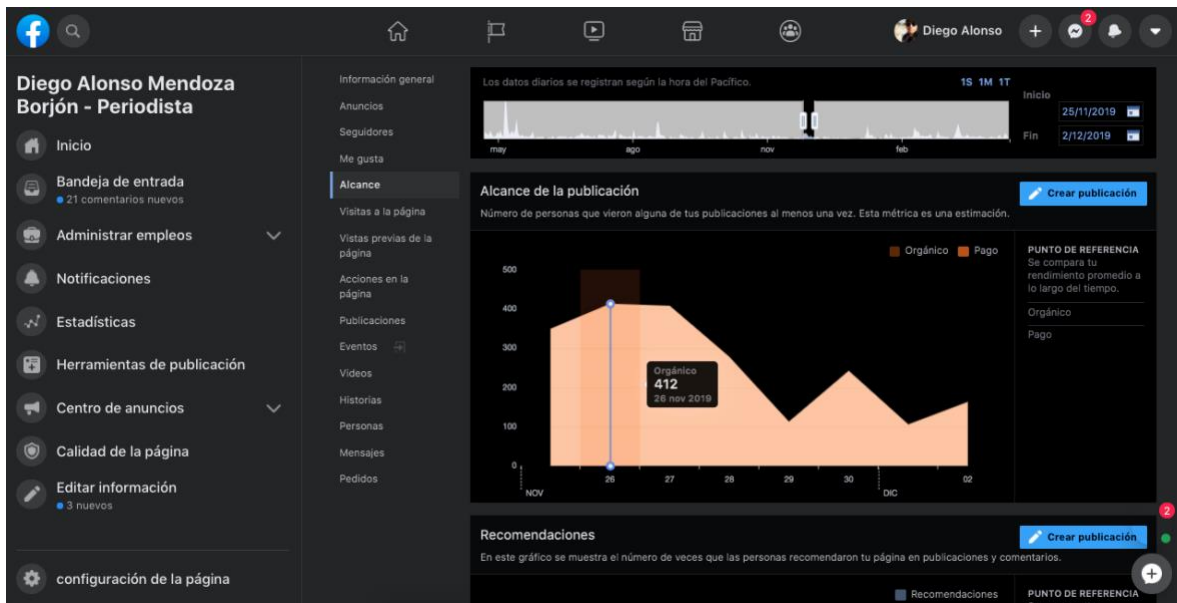 f
Diego Alonso
2
Diego Alonso Mendoza
Borjón - Periodista
Inicio
Bandeja de entrada
21 comentarios nuevos
Administrar empleos
Notificaciones
Estadísticas
Herramientas de publicación
Centro de anuncios
Calidad de la página
Editar información
3 nuevos
configuración de la página
Información general
Anuncios
Seguidores
Me gusta
Alcance
Visitas a la página
Vistas previas de la
página
Acciones en la
página
Publicaciones
Eventos
Videos
Historias
Personas
Mensajes
Pedidos
Los datos diarios se registran según la hora del Pacífico.
1S 1M 1T
may
ago
nov
feb
Inicio
25/11/2019
Fin
2/12/2019
Alcance de la publicación
Crear publicación
Número de personas que vieron alguna de tus publicaciones al menos una vez. Esta métrica es una estimación.
Orgánico
Pago
500
400
300
200
100
0
Orgánico
412
26 nov 2019
26
27
28
29
30
02
NOV
DIC
PUNTO DE REFERENCIA
Se compara tu
rendimiento promedio a
lo largo del tiempo.
Orgánico
Pago
Recomendaciones
Crear publicación
2
En este gráfico se muestra el número de veces que las personas recomendaron tu página en publicaciones y comentarios.
Recomendaciones
PUNTO DE REFERENCIA